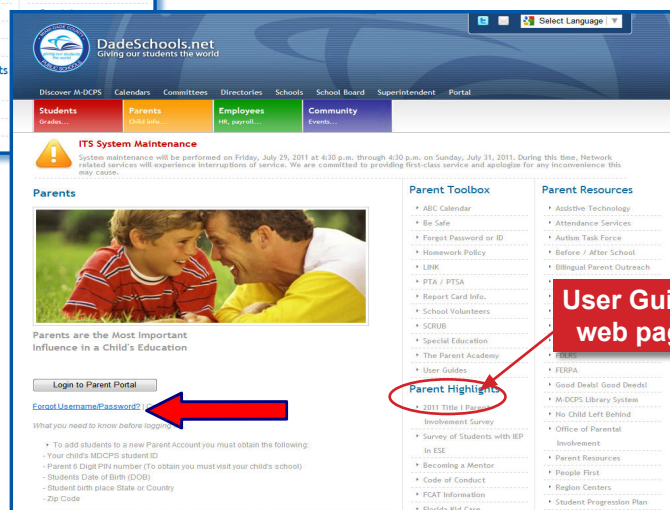 ts
Select Language
DadeSchools.net
Giving our students the world
Discover M-DCPS Calendars Committees Directories Schools School Board Superintendent Portal
Students
Grades...
Parents
Child info...
Employees
HR, payroll...
Community
Events...
ITS System Maintenance
System maintenance will be performed on Friday, July 29, 2011 at 4:30 p.m. through 4:30 p.m. on Sunday, July 31, 2011. During this time, Network
related services will experience interruptions of service. We are committed to providing first-class service and apologize for any inconvenience this
may cause.
Parents
Parents are the Most Important
Influence in a Child's Education
Login to Parent Portal
Forgot Username/Password? |
What you need to know before logging
To add students to a new Parent Account you must obtain the following:
- Your child's MDCPS student ID
- Parent 6 Digit PIN number (To obtain you must visit your child's school)
- Students Date of Birth (DOB)
- Student birth place State or Country
- Zip Code
Parent Toolbox
ABC Calendar
Be Safe
Forgot Password or ID
Homework Policy
LINK
PTA / PTSA
Report Card Info.
School Volunteers
SCRUB
Special Education
The Parent Academy
User Guides
Parent Highlights
2011 Title I Parent
Involvement Survey
Survey of Students with IEP
in ESE
Becoming a Mentor
Code of Conduct
FCAT Information
Florida Kid Care
Parent Resources
Assistive Technology
Attendance Services
Autism Task Force
Before / After School
Bilingual Parent Outreach
User Gui
web pag
FDLRS
FERPA
Good Deals! Good Deeds!
M-DCPS Library System
No Child Left Behind
Office of Parental
Involvement
Parent Resources
People First
Region Centers
Student Progression Plan